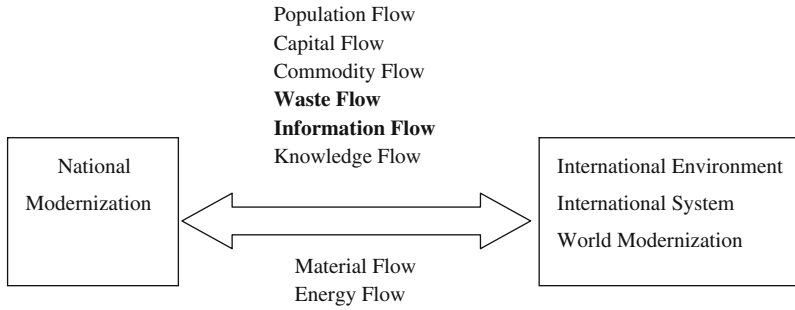 Population Flow
Capital Flow
Commodity Flow
Waste Flow
Information Flow
Knowledge Flow
National
Modernization
International Environment
International System
World Modernization
Material Flow
Energy Flow